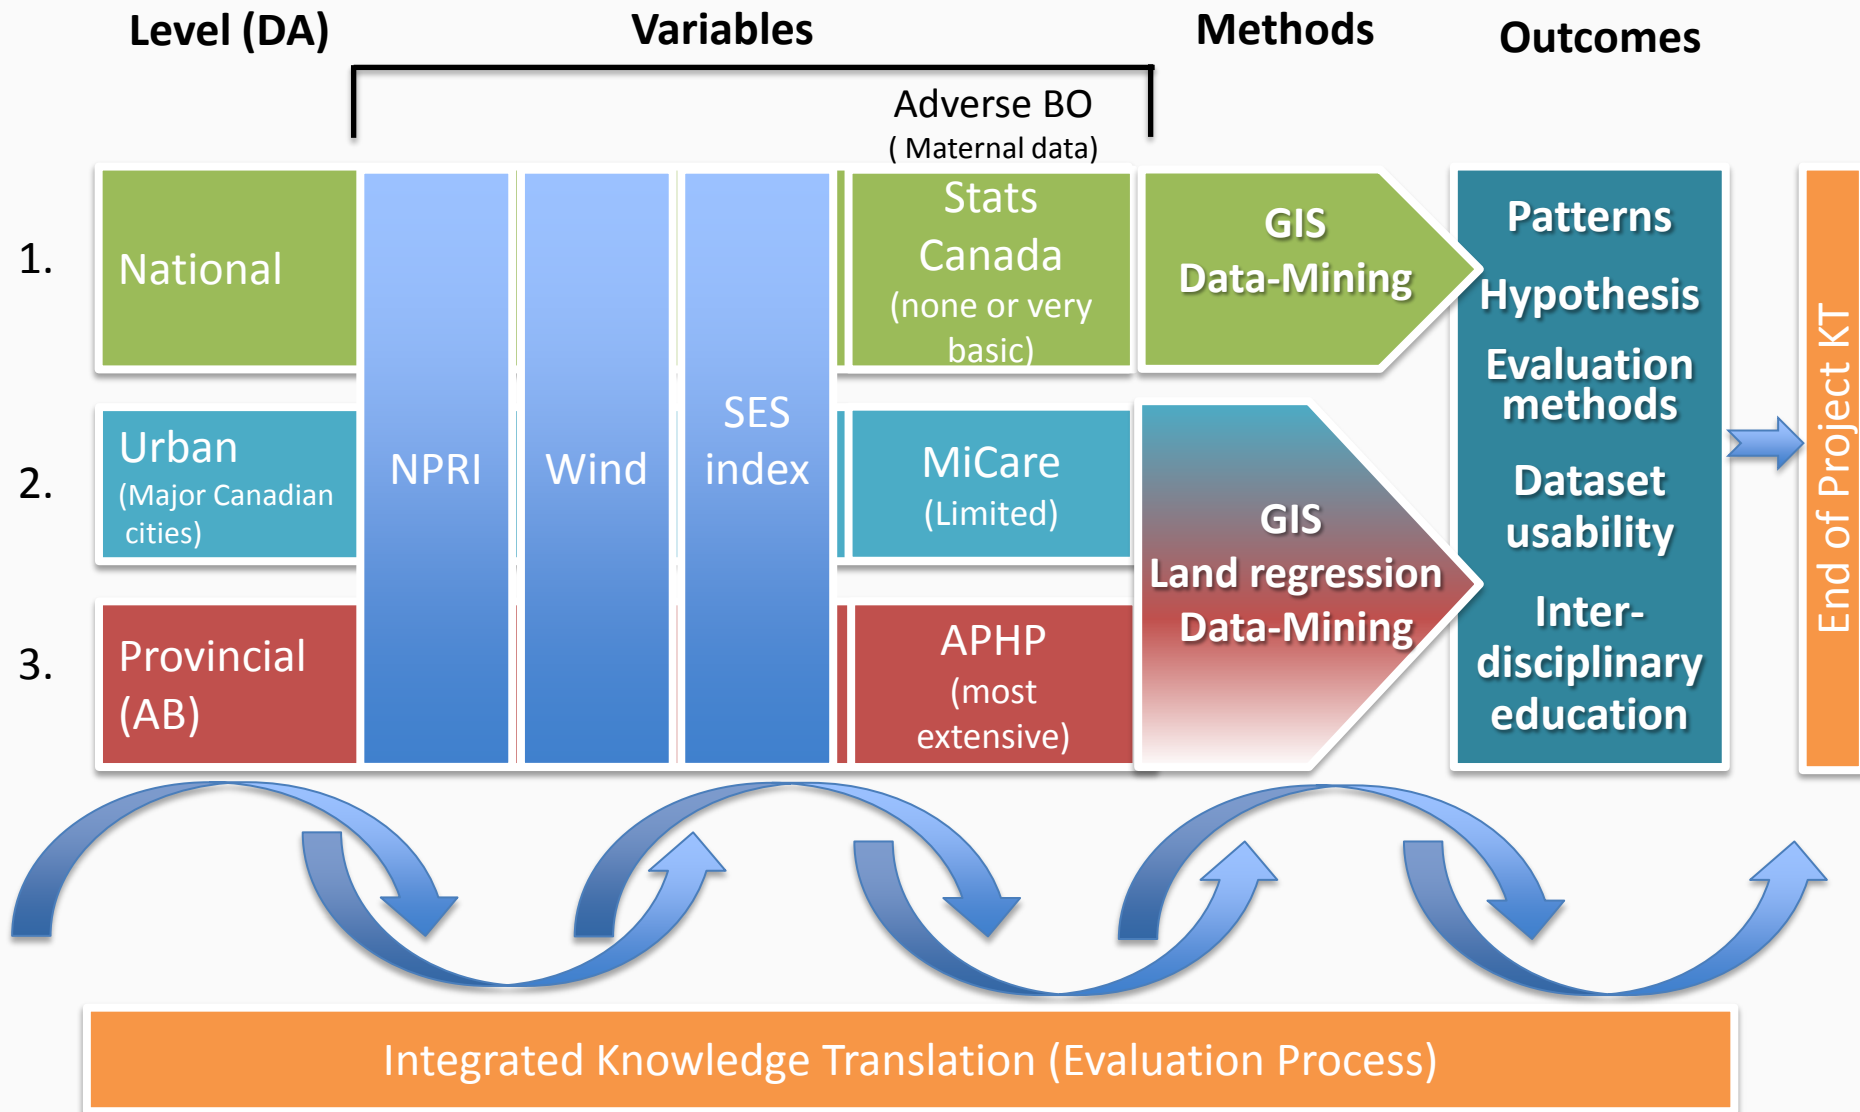 Level (DA)
Variables
Methods
Outcomes
Adverse BO
( Maternal data)
1.
National
NPRI
Wind
SES
index
Stats
Canada
(none or very
basic)
GIS
Data-Mining
2.
Urban
(Major Canadian
cities)
MiCare
(Limited)
GIS
Land regression
Data-Mining
3.
Provincial
(AB)
APHP
(most
extensive)
Patterns
Hypothesis
Evaluation
methods
Dataset
usability
Inter-
disciplinary
education
End of Project KT
Integrated Knowledge Translation (Evaluation Process)